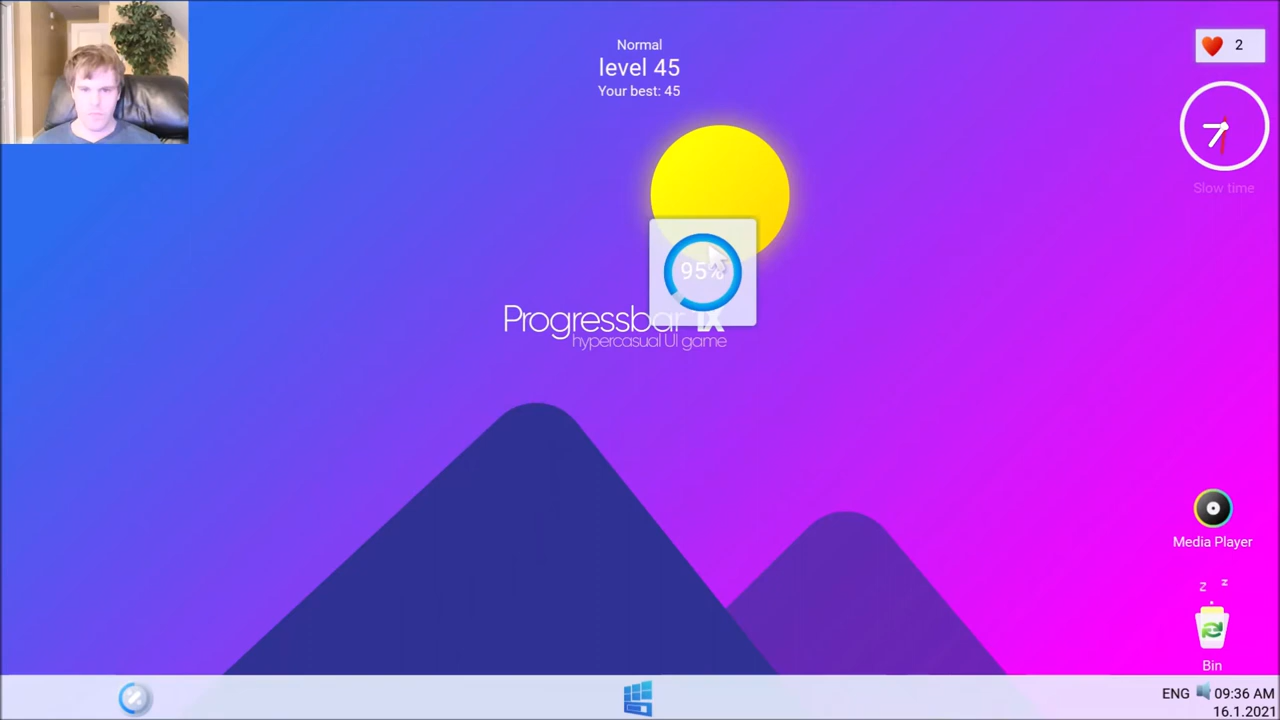 Normal
level 45
Your best: 45
2
Slow time
95%
Progressbar IX
hypercasual UI game
Media Player
z z
Bin
ENG 09:36 AM
16.1.2021